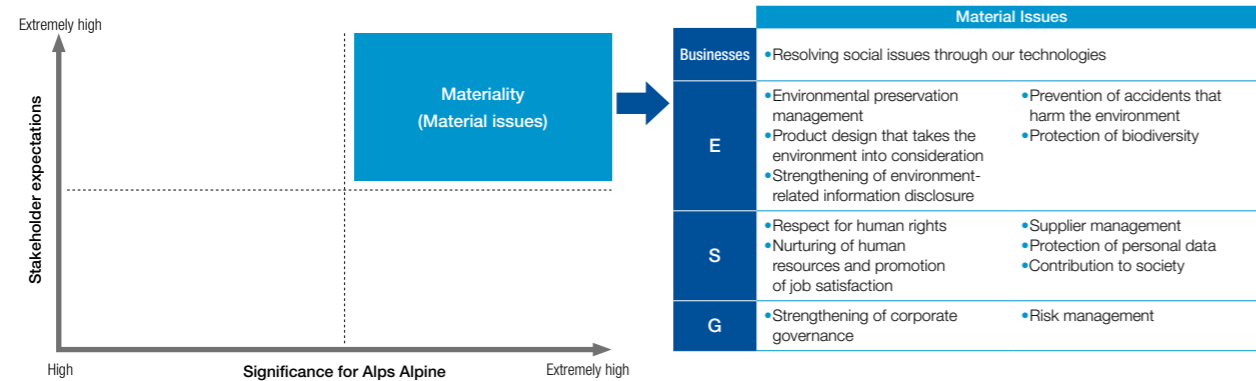 Extremely high
Stakeholder expectations
Materiality
(Material issues)
High
Significance for Alps Alpine
Extremely high
Material Issues
Businesses
•Resolving social issues through our technologies
E
•Environmental preservation
management
•Product design that takes the
environment into consideration
•Strengthening of environment-
related information disclosure
•Prevention of accidents that
harm the environment
•Protection of biodiversity
S
•Respect for human rights
•Nurturing of human
resources and promotion
of job satisfaction
•Supplier management
•Protection of personal data
•Contribution to society
G
•Strengthening of corporate
governance
•Risk management